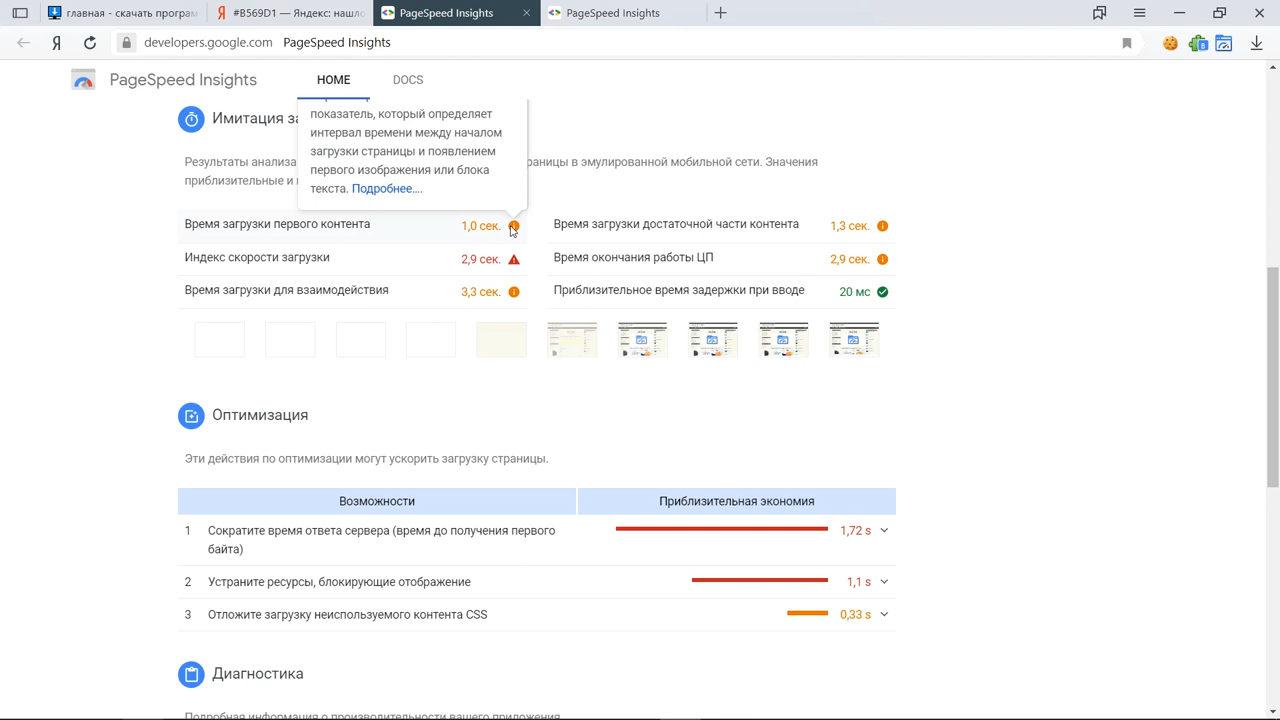 главная - скачать програм
#B569D1 — Яндекс: нашло
PageSpeed Insights
PageSpeed Insights
developers.google.com PageSpeed Insights
PageSpeed Insights
HOME
DOCS
Имитация за
показатель, который определяет
интервал времени между началом
загрузки страницы и появлением
первого изображения или блока
текста. Подробнее....
Результаты анализа
раницы в эмулированной мобильной сети. Значения
приблизительные и
Время загрузки первого контента 1,0 сек.
Время загрузки достаточной части контента 1,3 сек.
Индекс скорости загрузки 2,9 сек.
Время окончания работы ЦП 2,9 сек.
Время загрузки для взаимодействия 3,3 сек.
Приблизительное время задержки при вводе 20 мс
Оптимизация
Эти действия по оптимизации могут ускорить загрузку страницы.
Возможности Приблизительная экономия
1 Сократите время ответа сервера (время до получения первого
байта) 1,72 s
2 Устраните ресурсы, блокирующие отображение 1,1 s
3 Отложите загрузку неиспользуемого контента CSS 0,33 s
Диагностика
Подробная информация о производительности вашего приложения.